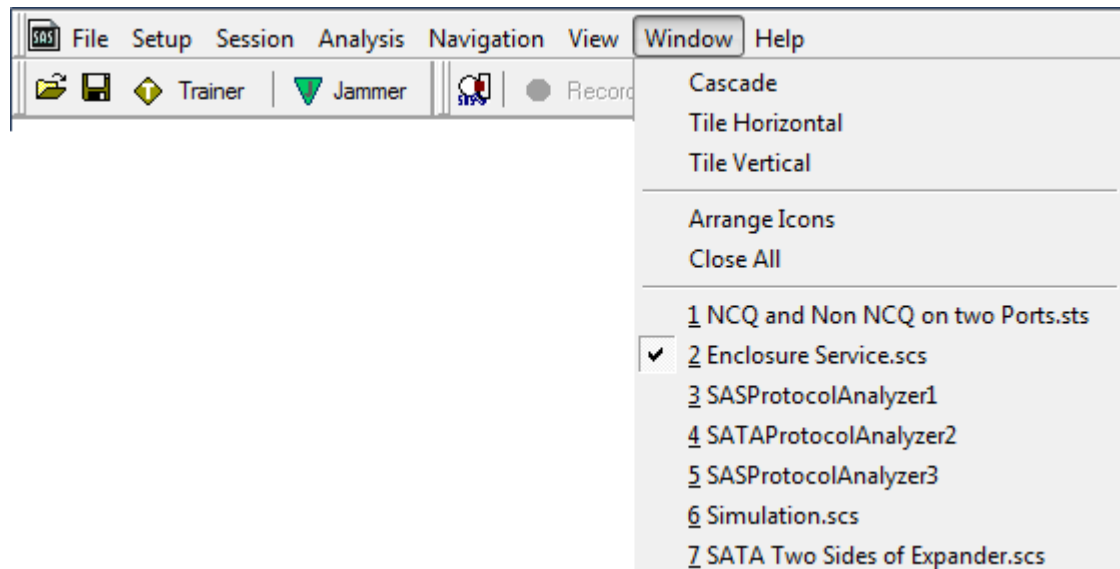 SAS File Setup Session Analysis Navigation View Window Help
T Trainer Jammer Record
Cascade
Tile Horizontal
Tile Vertical
Arrange Icons
Close All
1 NCQ and Non NCQ on two Ports.sts
2 Enclosure Service.scs
3 SASProtocolAnalyzer1
4 SATAProtocolAnalyzer2
5 SASProtocolAnalyzer3
6 Simulation.scs
7 SATA Two Sides of Expander.scs